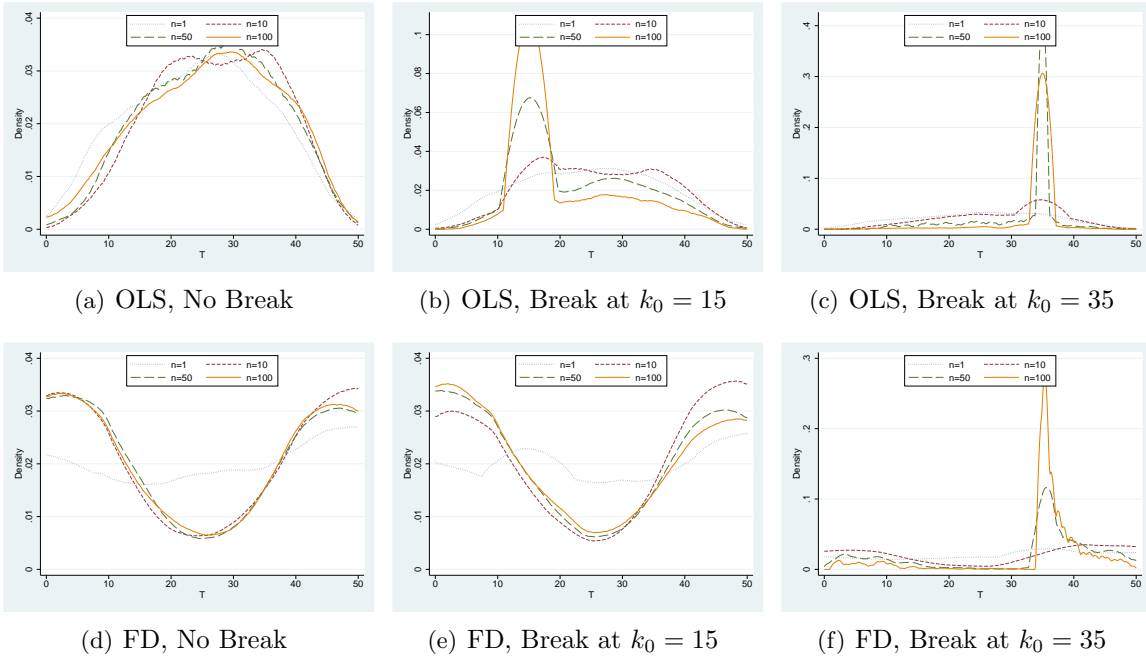 n=1 n=10
n=50 n=100
Density
0 .01 .02 .03 .04
0 10 20 30 40 50
T
(a) OLS, No Break
n=1 n=10
n=50 n=100
Density
0 .02 .04 .06 .08 .1
0 10 20 30 40 50
T
(b) OLS, Break at k₀ = 15
n=1 n=10
n=50 n=100
Density
0 .1 .2 .3 .4
0 10 20 30 40 50
T
(c) OLS, Break at k₀ = 35
n=1 n=10
n=50 n=100
Density
0 .01 .02 .03 .04
0 10 20 30 40 50
T
(d) FD, No Break
n=1 n=10
n=50 n=100
Density
0 .01 .02 .03 .04
0 10 20 30 40 50
T
(e) FD, Break at k₀ = 15
n=1 n=10
n=50 n=100
Density
0 .1 .2 .3
0 10 20 30 40 50
T
(f) FD, Break at k₀ = 35